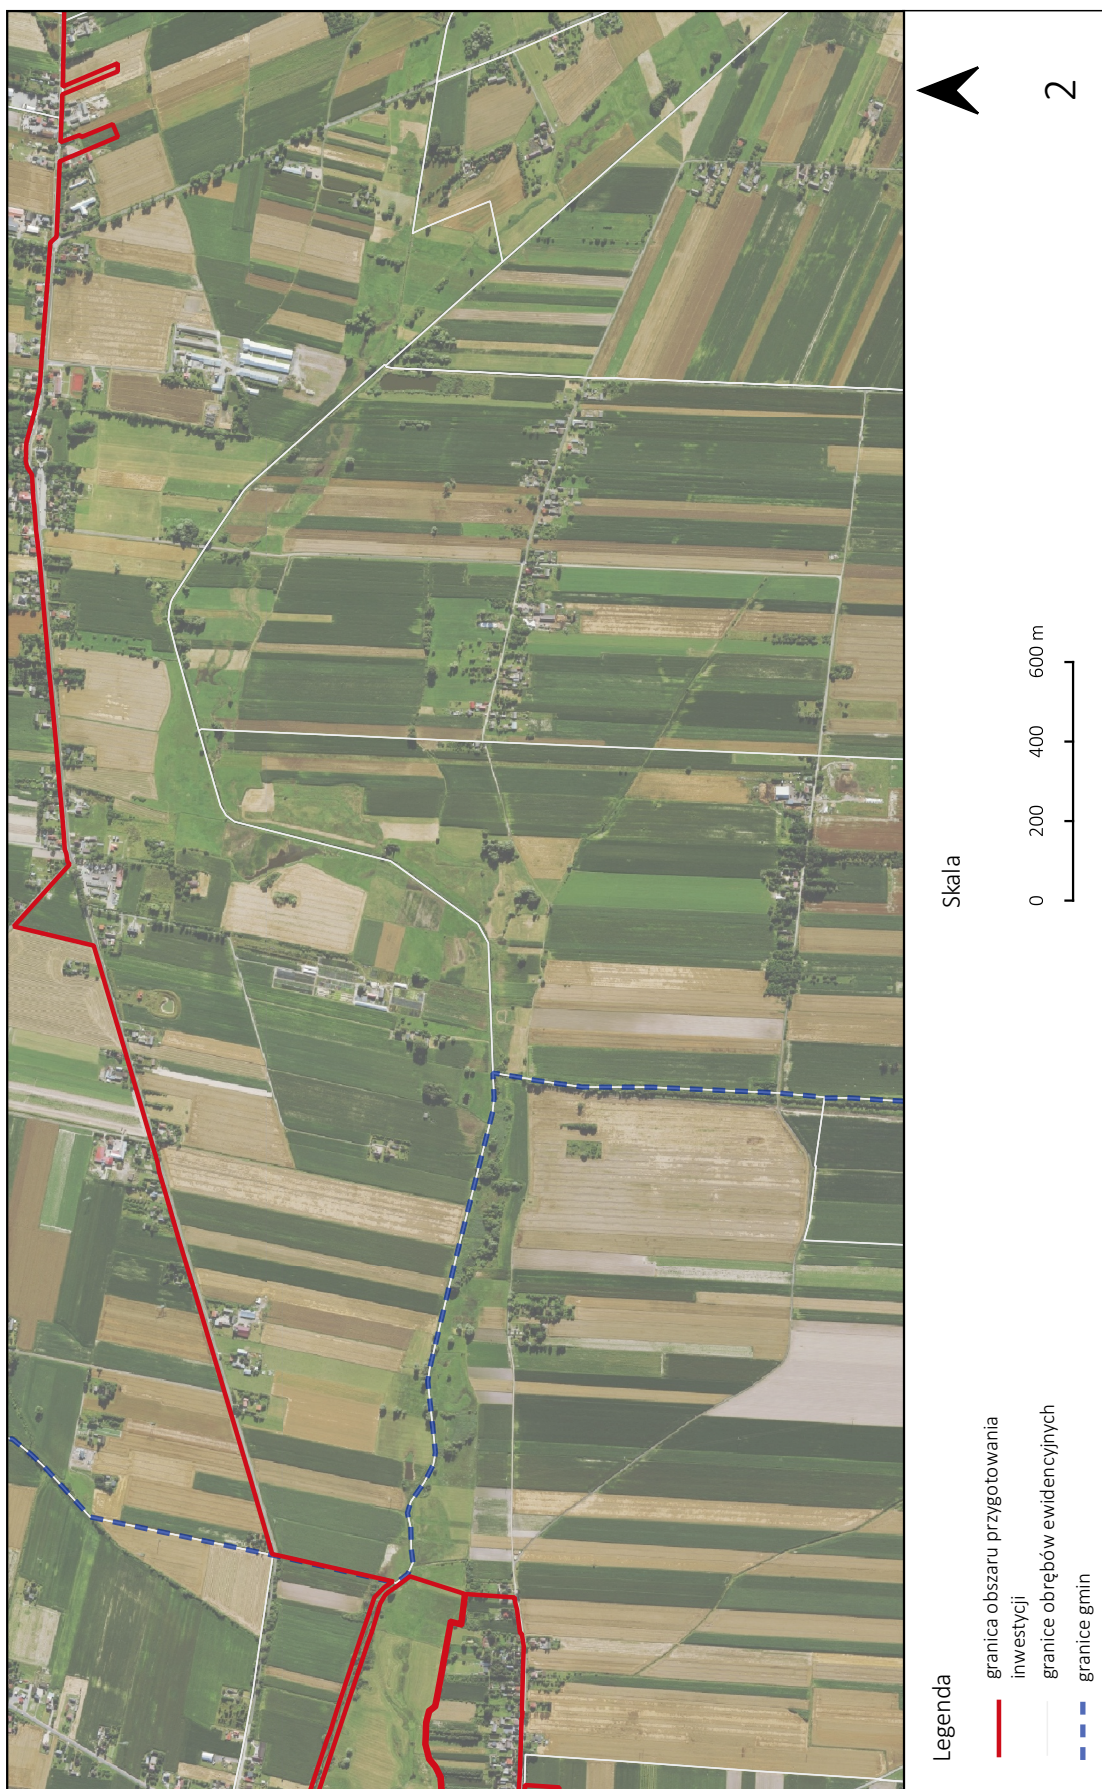 Legenda
granica obszaru przygotowania
inwestycji
granice obrębów ewidencyjnych
granice gmin
Skala
0 200 400 600 m
2